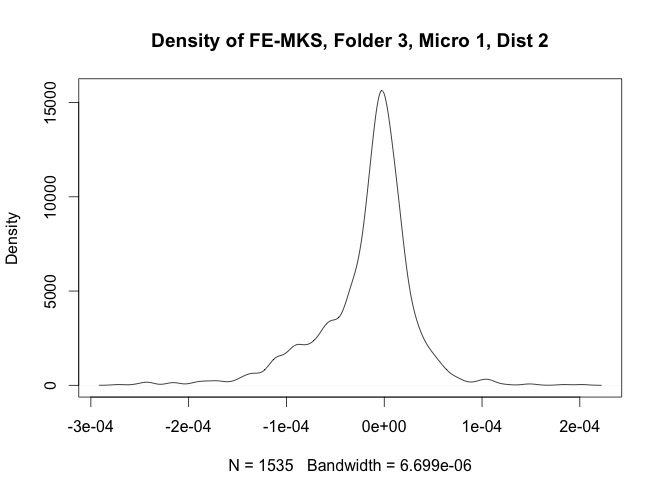 Density of FE-MKS, Folder 3, Micro 1, Dist 2
Density
15000
10000
5000
0
-3e-04 -2e-04 -1e-04 0e+00 1e-04 2e-04
N = 1535 Bandwidth = 6.699e-06